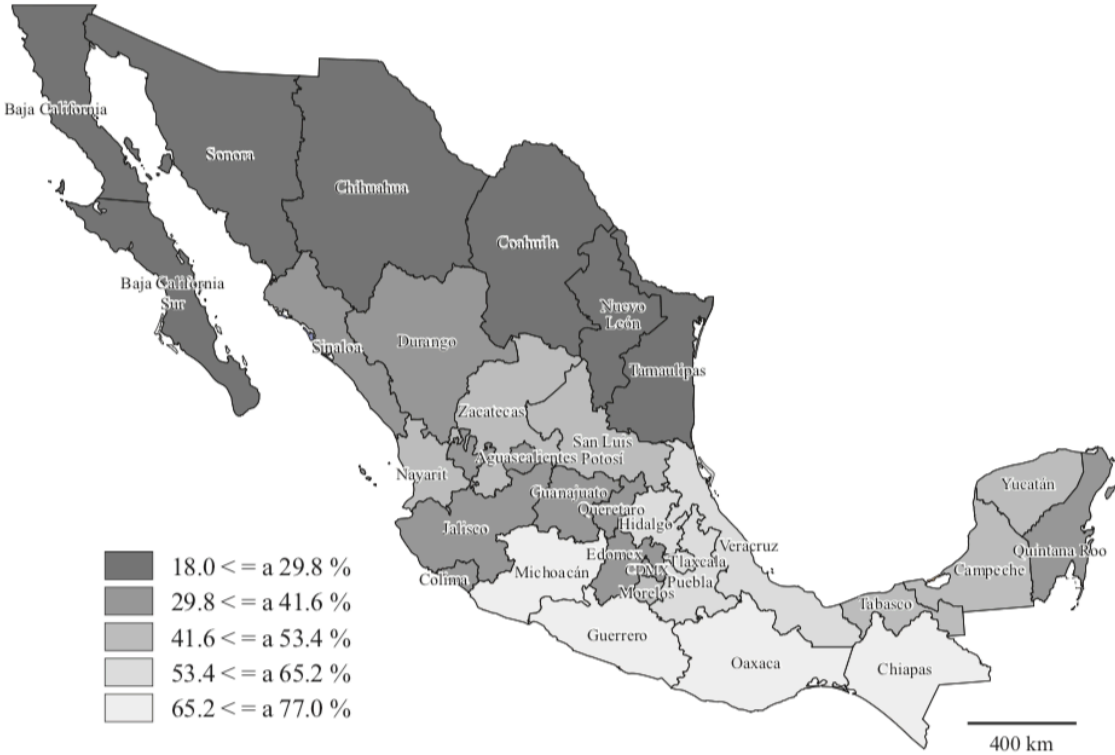 Baja California
Sonora
Chihuahua
Coahuila
Baja California
Sur
Nuevo
León
Sinaloa
Durango
Tamaulipas
Zacatecas
San Luis
Potosí
Aguascalientes
Nayarit
Yucatán
Guanajuato
Queretaro
Hidalgo
Jalisco
Veracruz
Quintana Roo
Edomex
Tlaxcala
CDMX
Campeche
Michoacán
Colima
Puebla
Morelos
Tabasco
Guerrero
Oaxaca
Chiapas
18.0 < = a 29.8 %
29.8 < = a 41.6 %
41.6 < = a 53.4 %
53.4 < = a 65.2 %
65.2 < = a 77.0 %
400 km